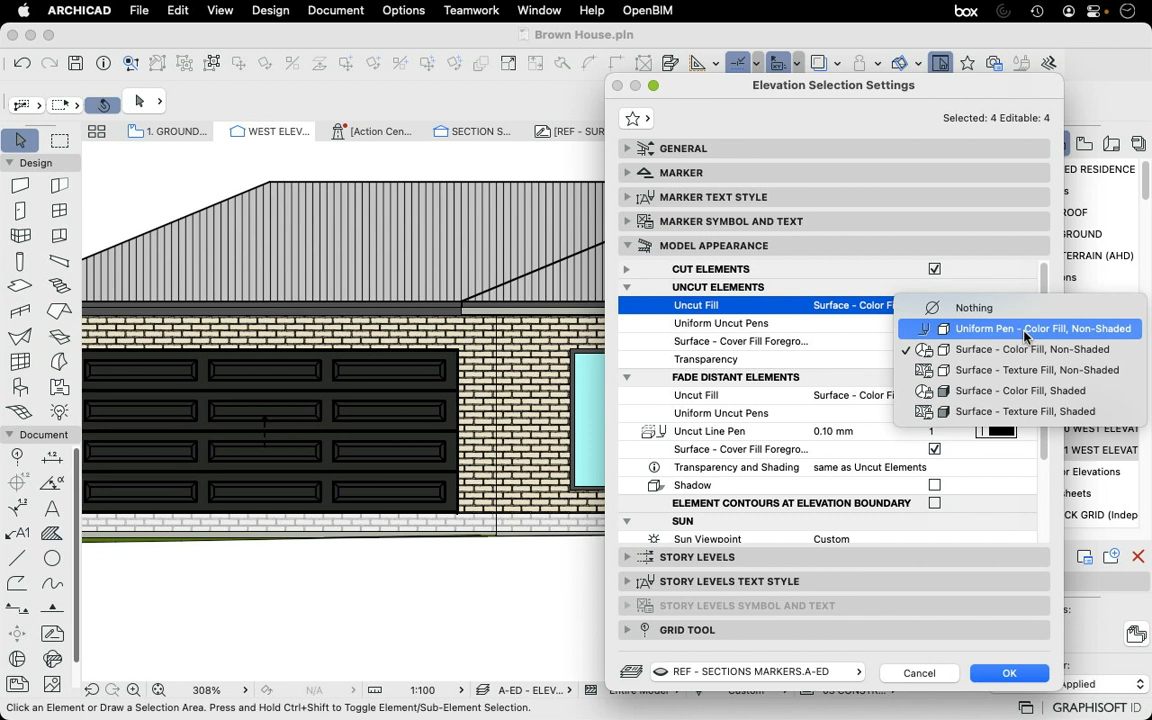 ARCHICAD File Edit View Design Document Options Teamwork Window Help OpenBIM box
Brown House.pln
1. GROUND... WEST ELEV... [Action Cen... SECTION S... [REF - SUR
Design
Document
Elevation Selection Settings
Selected: 4 Editable: 4
GENERAL
MARKER
MARKER TEXT STYLE
MARKER SYMBOL AND TEXT
MODEL APPEARANCE
CUT ELEMENTS
UNCUT ELEMENTS
Uncut Fill Surface - Color Fi
Uniform Uncut Pens
Surface - Cover Fill Foregro...
Transparency
FADE DISTANT ELEMENTS
Uncut Fill Surface - Color Fi
Uniform Uncut Pens
Uncut Line Pen 0.10 mm 1
Surface - Cover Fill Foregro...
Transparency and Shading same as Uncut Elements
Shadow
ELEMENT CONTOURS AT ELEVATION BOUNDARY
SUN
Sun Viewpoint Custom
STORY LEVELS
STORY LEVELS TEXT STYLE
STORY LEVELS SYMBOL AND TEXT
GRID TOOL
REF - SECTIONS MARKERS.A-ED
Cancel OK
Nothing
Uniform Pen - Color Fill, Non-Shaded
Surface - Color Fill, Non-Shaded
Surface - Texture Fill, Non-Shaded
Surface - Color Fill, Shaded
Surface - Texture Fill, Shaded
ED RESIDENCE
s
ROOF
GROUND
TERRAIN (AHD)
ons
0 WEST ELEVAT
1 WEST ELEVAT
or Elevations
heets
CK GRID (Indep
s:
r:
Applied
308% N/A 1:100 A-ED - ELEV... Entire Model Custom
Click an Element or Draw a Selection Area. Press and Hold Ctrl+Shift to Toggle Element/Sub-Element Selection.
GRAPHISOFT ID